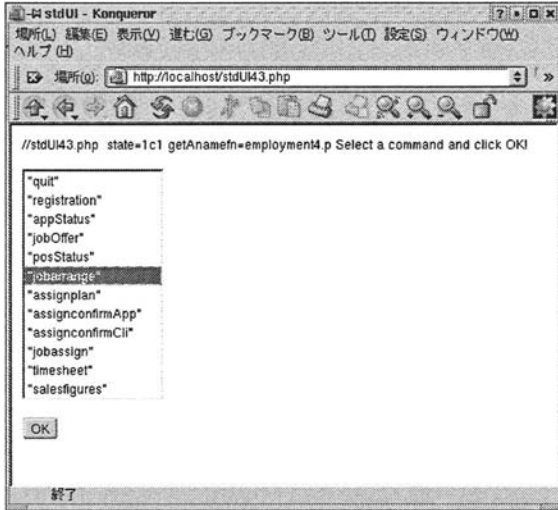 stdUI - Konqueror
場所(L) 編集(E) 表示(V) 進む(G) ブックマーク(B) ツール(T) 設定(S) ウィンドウ(W)
ヘルプ(H)
場所(o): http://localhost/stdUI43.php
//stdUI43.php state=1c1 getAnamefn=employment4.p Select a command and click OK!
"quit"
"registration"
"appStatus"
"jobOffer"
"posStatus"
"jobarrange"
"assignplan"
"assignconfirmApp"
"assignconfirmCli"
"jobassign"
"timesheet"
"salesfigures"
OK
終了